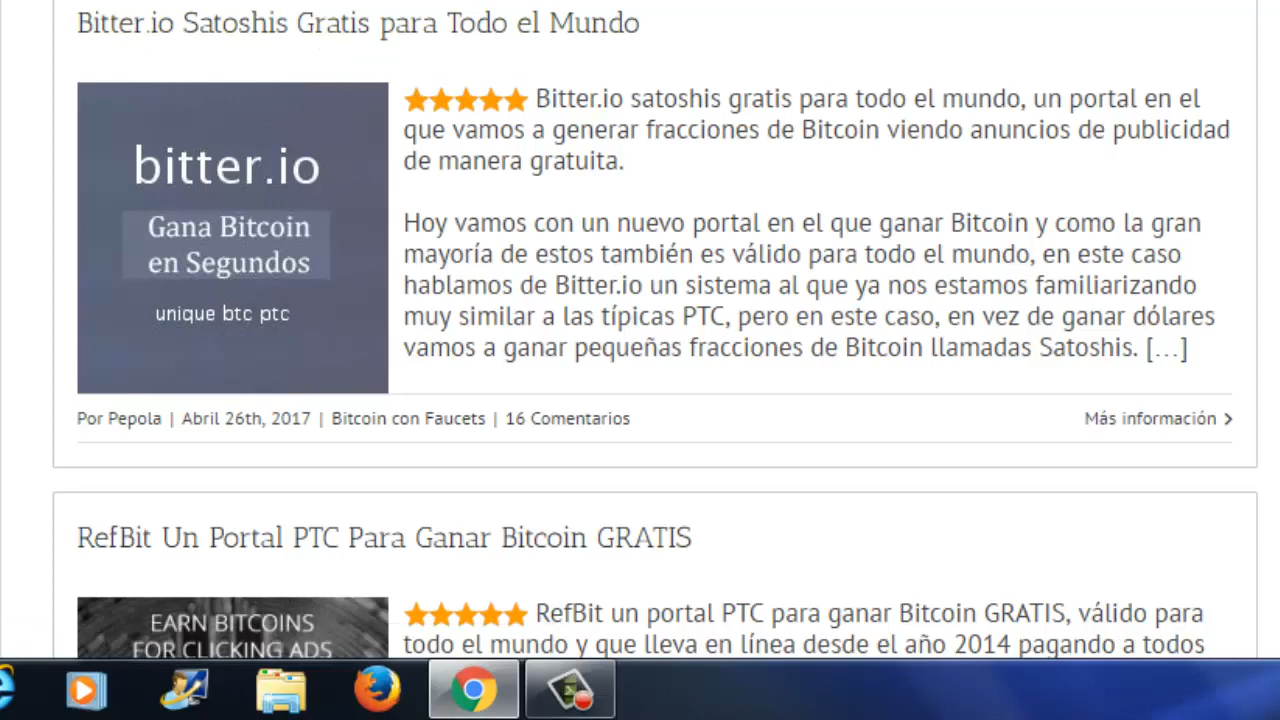 Bitter.io Satoshis Gratis para Todo el Mundo
bitter.io
Gana Bitcoin
en Segundos
unique btc ptc
Bitter.io satoshis gratis para todo el mundo, un portal en el
que vamos a generar fracciones de Bitcoin viendo anuncios de publicidad
de manera gratuita.
Hoy vamos con un nuevo portal en el que ganar Bitcoin y como la gran
mayoría de estos también es válido para todo el mundo, en este caso
hablamos de Bitter.io un sistema al que ya nos estamos familiarizando
muy similar a las típicas PTC, pero en este caso, en vez de ganar dólares
vamos a ganar pequeñas fracciones de Bitcoin llamadas Satoshis. [...]
Por Pepola | Abril 26th, 2017 | Bitcoin con Faucets | 16 Comentarios
Más información
RefBit Un Portal PTC Para Ganar Bitcoin GRATIS
EARN BITCOINS
FOR CLICKING ADS
RefBit un portal PTC para ganar Bitcoin GRATIS, válido para
todo el mundo y que lleva en línea desde el año 2014 pagando a todos